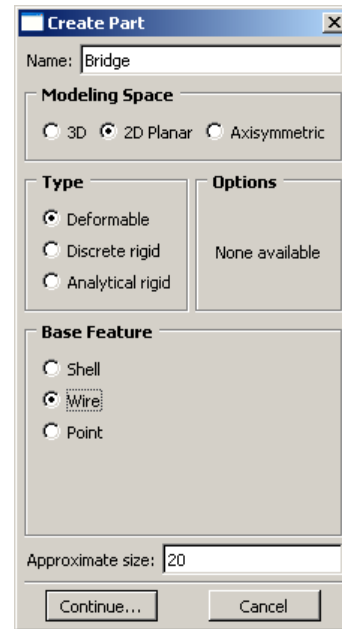 Create Part
Name: Bridge
Modeling Space
3D 2D Planar Axisymmetric
Type
Deformable
Discrete rigid
Analytical rigid
Options
None available
Base Feature
Shell
Wire
Point
Approximate size: 20
Continue... Cancel